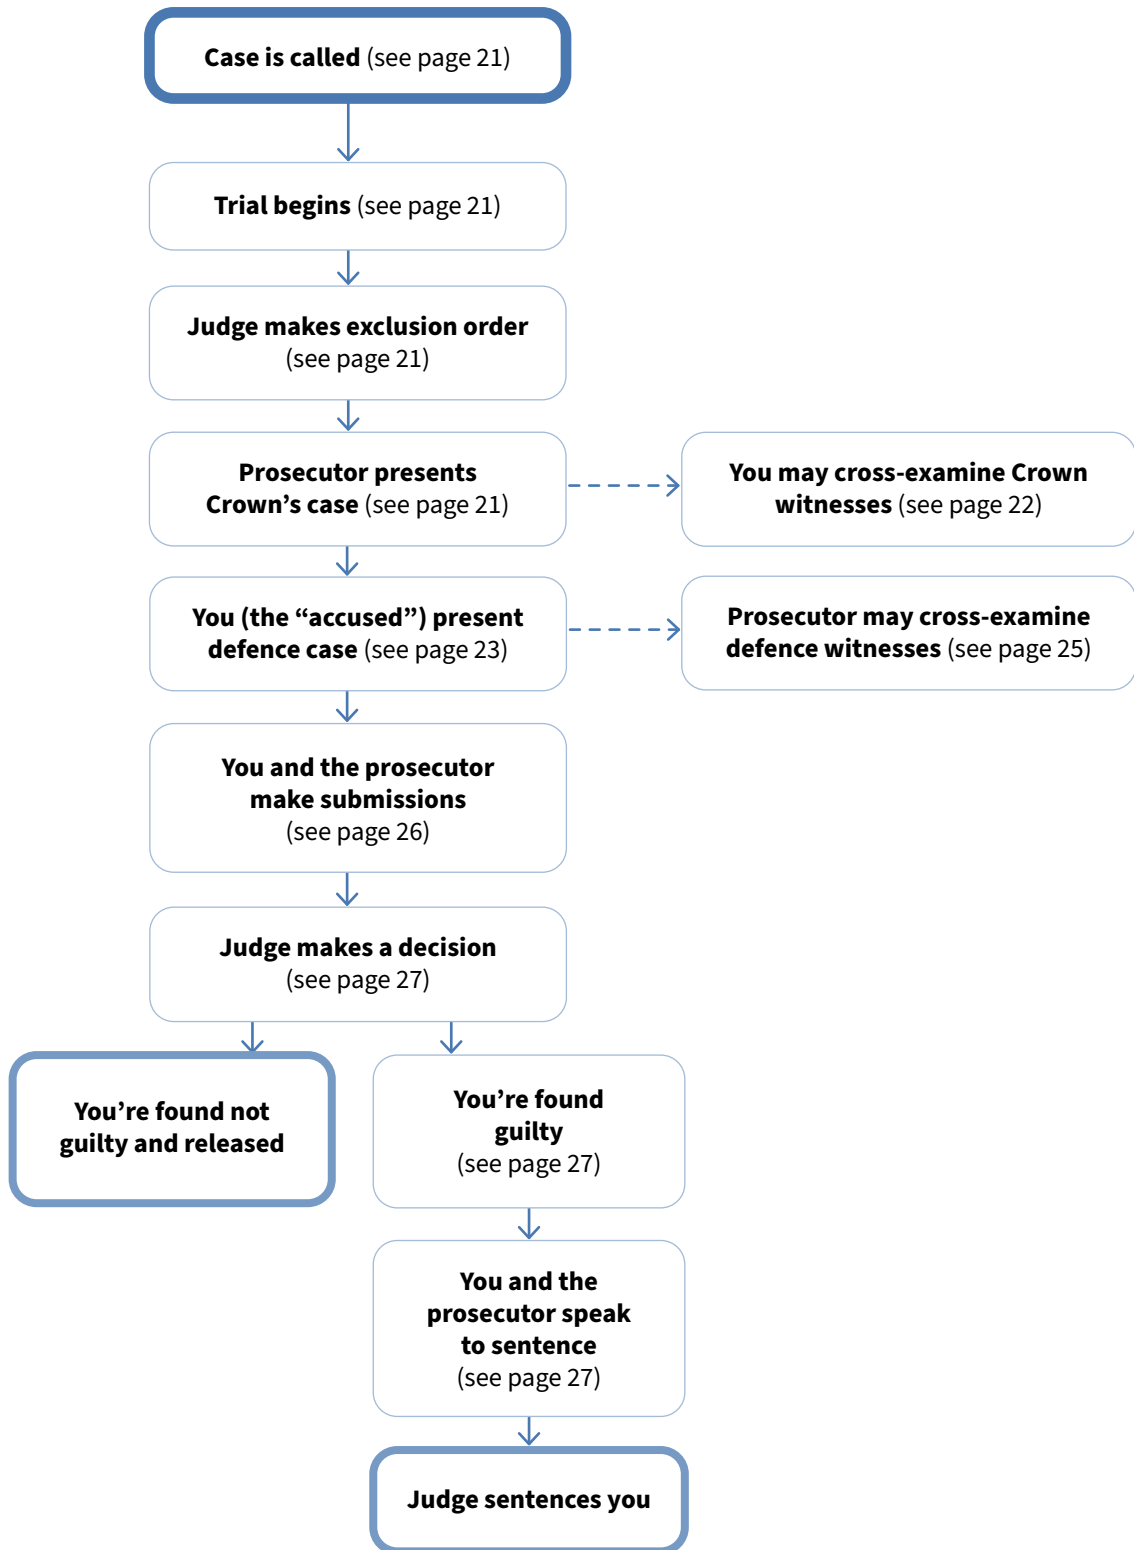 Case is called (see page 21)
Trial begins (see page 21)
Judge makes exclusion order
(see page 21)
Prosecutor presents
Crown’s case (see page 21)
You may cross-examine Crown
witnesses (see page 22)
You (the “accused”) present
defence case (see page 23)
Prosecutor may cross-examine
defence witnesses (see page 25)
You and the prosecutor
make submissions
(see page 26)
Judge makes a decision
(see page 27)
You’re found not
guilty and released
You’re found
guilty
(see page 27)
You and the
prosecutor speak
to sentence
(see page 27)
Judge sentences you